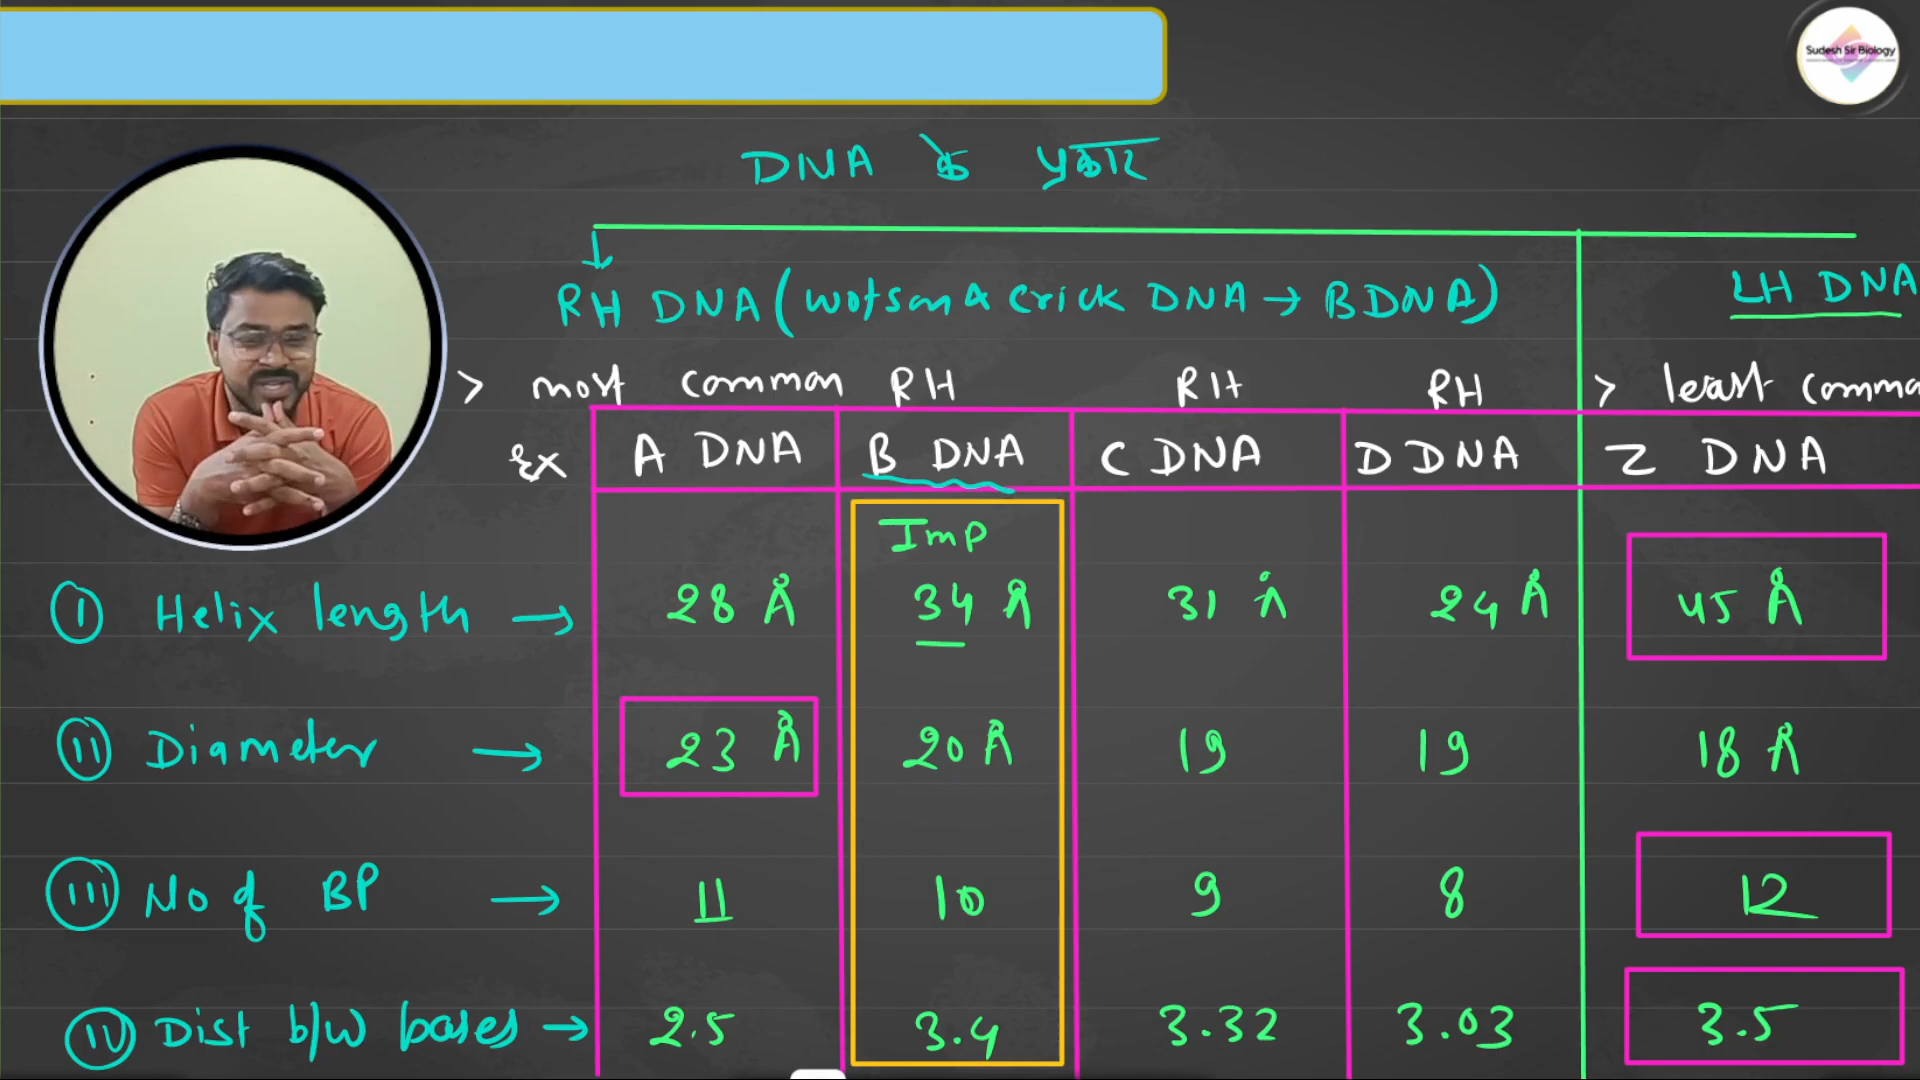 Sudesh Sir Biology
DNA के प्रकार
RH DNA (Wotson & Crick DNA → B DNA)
LH DNA
> most common RH RH RH > least commo
Ex A DNA B DNA C DNA D DNA Z DNA
Imp
(I) Helix length → 28 Å 34 Å 31 Å 24 Å 45 Å
(II) Diameter → 23 Å 20 Å 19 19 18 Å
(III) No of BP → 11 10 9 8 12
(IV) Dist b/w bases → 2.5 3.4 3.32 3.03 3.5